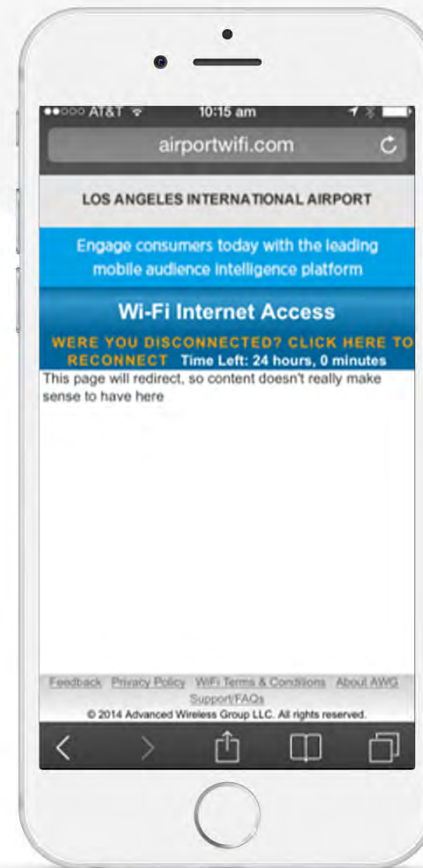 AT&T 10:15 am
airportwifi.com
LOS ANGELES INTERNATIONAL AIRPORT
Engage consumers today with the leading
mobile audience intelligence platform
Wi-Fi Internet Access
WERE YOU DISCONNECTED? CLICK HERE TO
RECONNECT Time Left: 24 hours, 0 minutes
This page will redirect, so content doesn't really make
sense to have here
Feedback Privacy Policy WiFi Terms & Conditions About AWG
Support/FAQs
© 2014 Advanced Wireless Group LLC. All rights reserved.